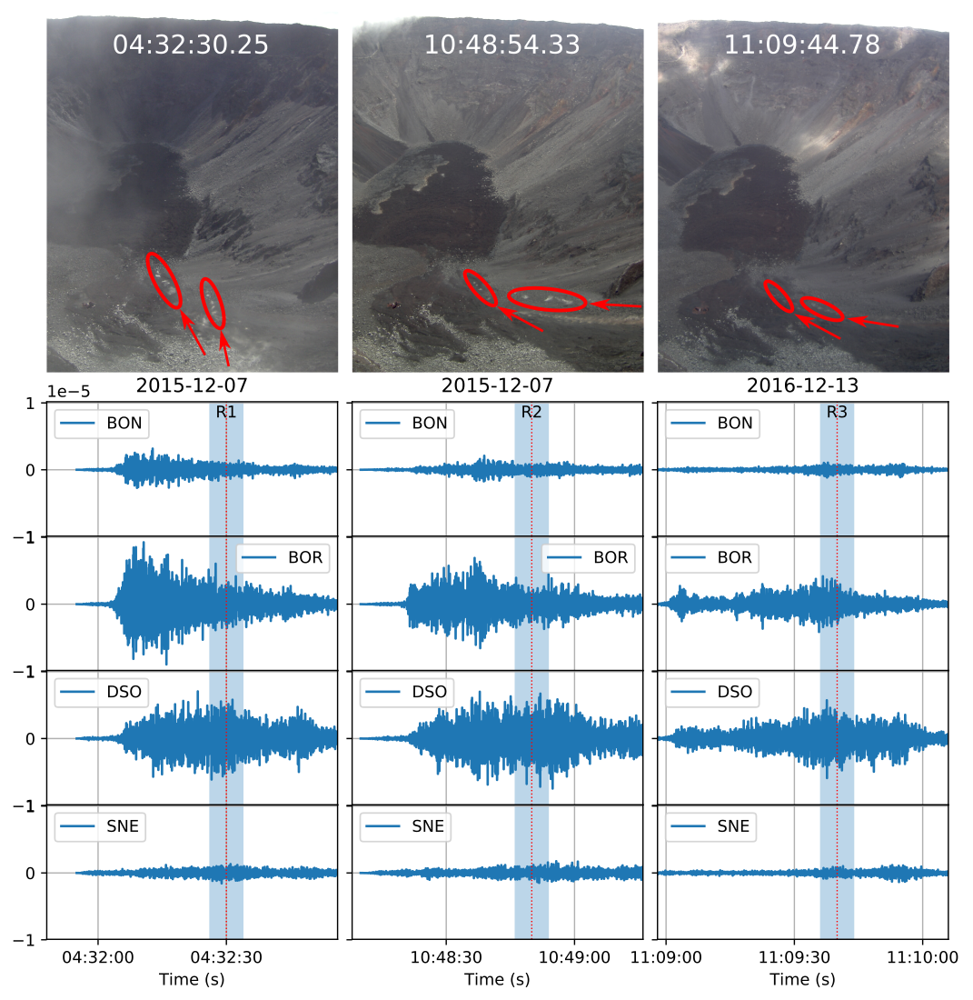 04:32:30.25 10:48:54.33 11:09:44.78
2015-12-07 2015-12-07 2016-12-13
1e−5
1
R1 R2 R3
BON BON BON
0
−1
BOR BOR BOR
0
−1
DSO DSO DSO
0
−1
SNE SNE SNE
0
−1
04:32:00 04:32:30 10:48:30 10:49:00 11:09:00 11:09:30 11:10:00
Time (s) Time (s) Time (s)